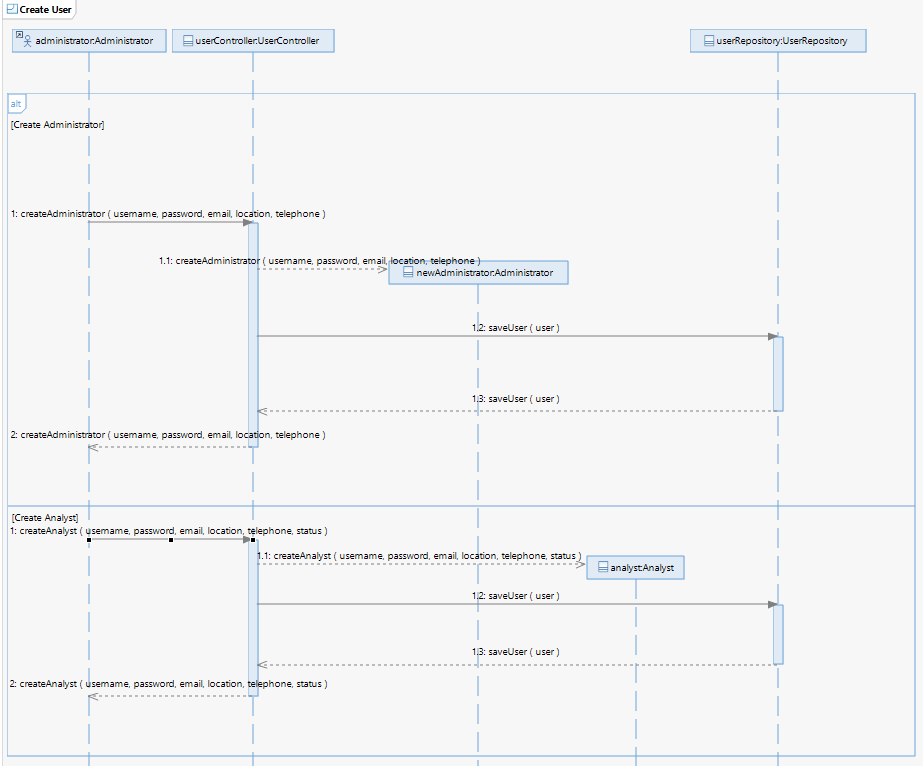 Create User
administrator:Administrator
userController:UserController
userRepository:UserRepository
alt
[Create Administrator]
1: createAdministrator ( username, password, email, location, telephone )
1.1: createAdministrator ( username, password, email, location, telephone )
newAdministrator:Administrator
1.2: saveUser ( user )
1.3: saveUser ( user )
2: createAdministrator ( username, password, email, location, telephone )
[Create Analyst]
1: createAnalyst ( username, password, email, location, telephone, status )
1.1: createAnalyst ( username, password, email, location, telephone, status )
analyst:Analyst
1.2: saveUser ( user )
1.3: saveUser ( user )
2: createAnalyst ( username, password, email, location, telephone, status )